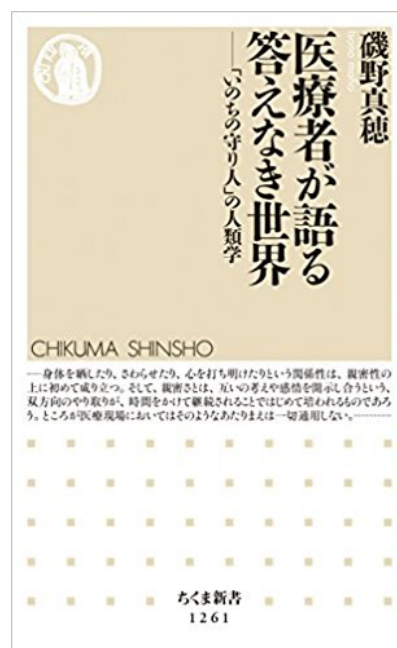 磯野真穂
isono maho
医療者が語る
答えなき世界
──「いのちの守り人」の人類学
CHIKUMA SHINSHO
……身体を晒したり、さわらせたり、心を打ち明けたりという関係性は、親密性の
上に初めて成り立つ。そして、親密さとは、互いの考えや感情を開示し合うという、
双方向のやり取りが、時間をかけて継続されることではじめて培われるものであろ
う。ところが医療現場においてはそのようなあたりまえは一切通用しない。…………
ちくま新書
1261